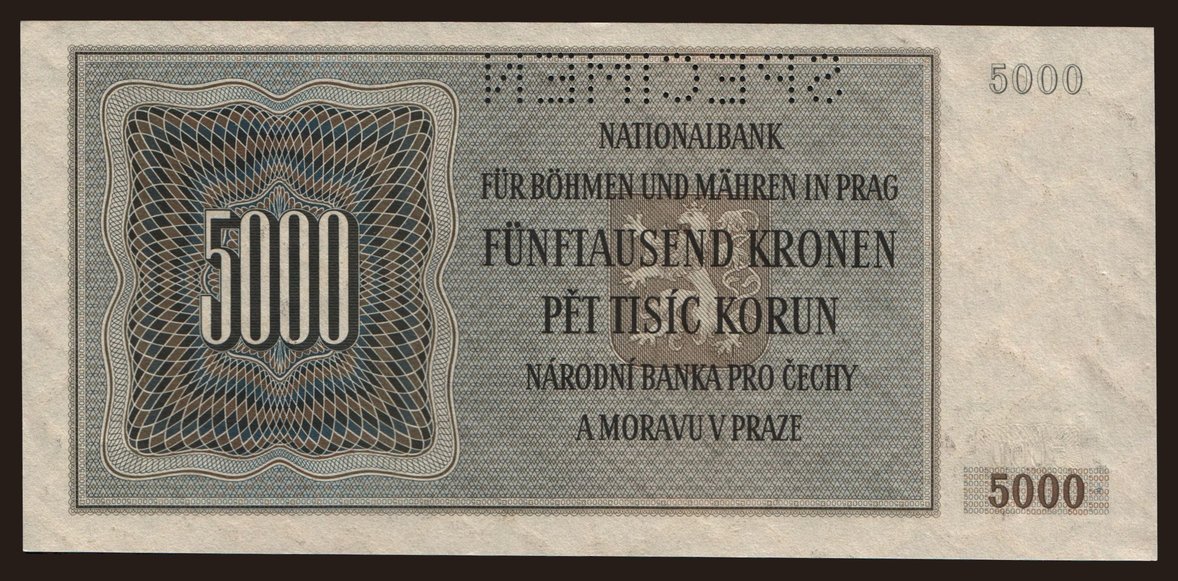 SPECIMEN
5000
5000
NATIONALBANK
FÜR BÖHMEN UND MÄHREN IN PRAG
FÜNFTAUSEND KRONEN
PĚT TISÍC KORUN
NÁRODNÍ BANKA PRO ČECHY
A MORAVU V PRAZE
5000